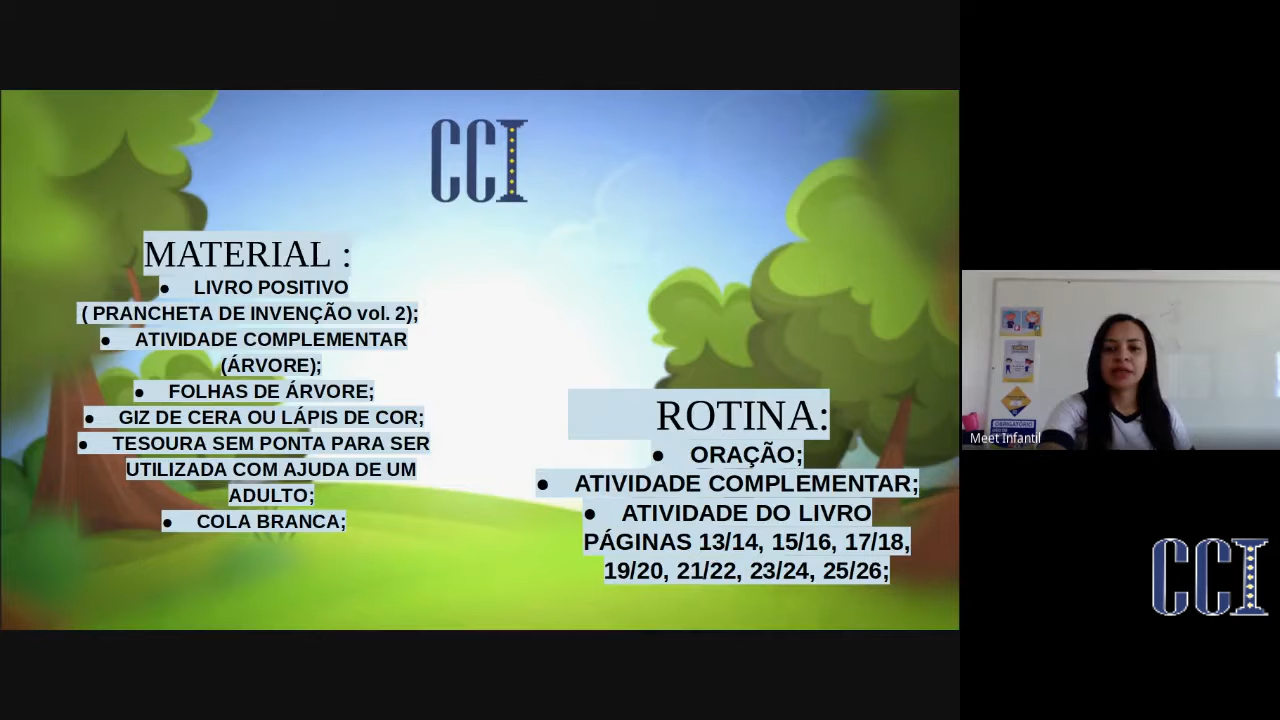 CCI
MATERIAL :
● LIVRO POSITIVO
( PRANCHETA DE INVENÇÃO vol. 2);
● ATIVIDADE COMPLEMENTAR
(ÁRVORE);
● FOLHAS DE ÁRVORE;
● GIZ DE CERA OU LÁPIS DE COR;
● TESOURA SEM PONTA PARA SER
UTILIZADA COM AJUDA DE UM
ADULTO;
● COLA BRANCA;
ROTINA:
● ORAÇÃO;
● ATIVIDADE COMPLEMENTAR;
● ATIVIDADE DO LIVRO
PÁGINAS 13/14, 15/16, 17/18,
19/20, 21/22, 23/24, 25/26;
OBRIGATÓRIO
Meet Infantil
CCI